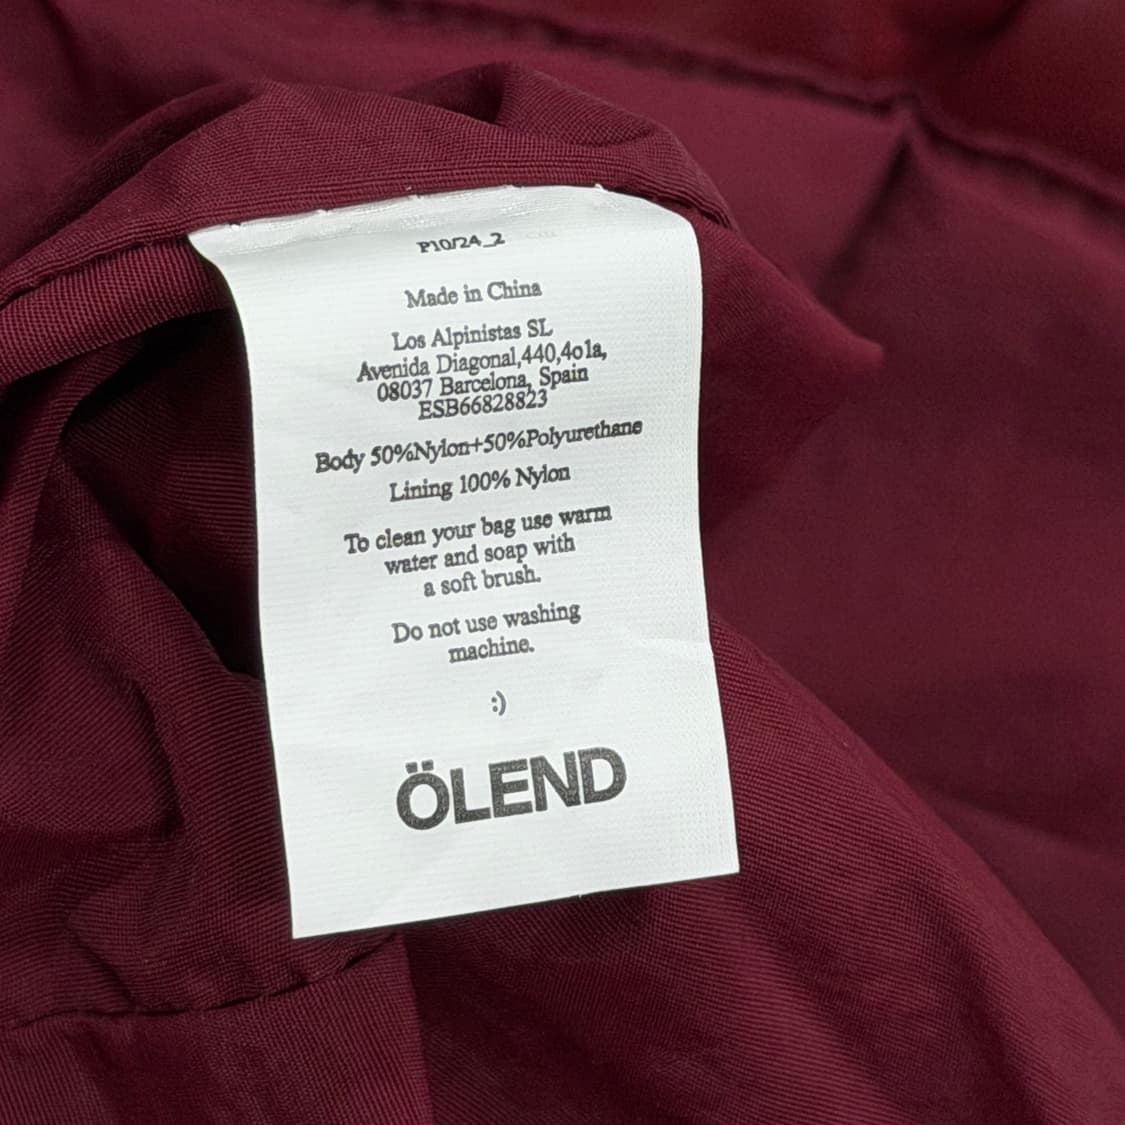 P10/24_2
Made in China
Los Alpinistas SL
Avenida Diagonal,440,4o1a,
08037 Barcelona, Spain
ESB66828823
Body 50%Nylon+50%Polyurethane
Lining 100% Nylon
To clean your bag use warm
water and soap with
a soft brush.
Do not use washing
machine.
:)
ÖLEND